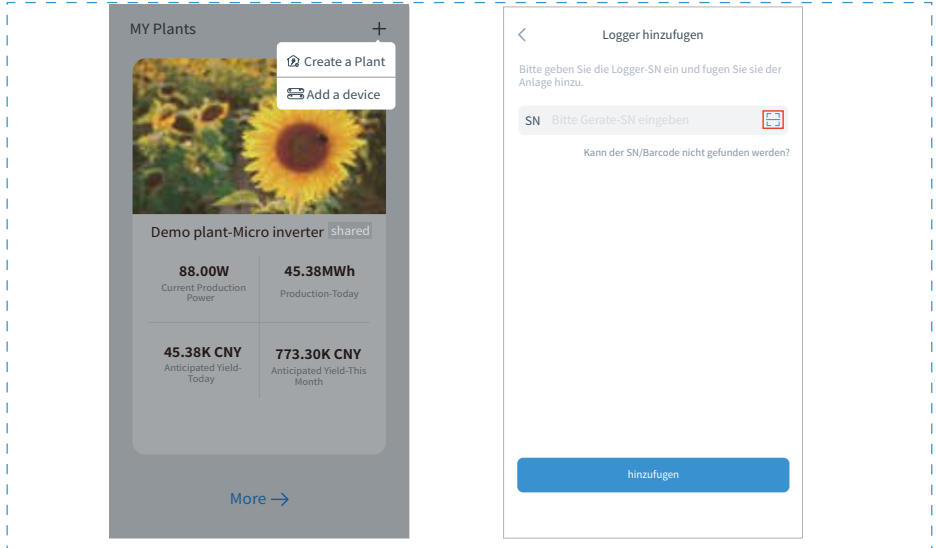 MY Plants
Create a Plant
Add a device
Demo plant-Micro inverter shared
88.00W
Current Production
Power
45.38MWh
Production-Today
45.38K CNY
Anticipated Yield-
Today
773.30K CNY
Anticipated Yield-This
Month
More
Logger hinzufugen
Bitte geben Sie die Logger-SN ein und fugen Sie sie der
Anlage hinzu.
SN Bitte Gerate-SN eingeben
Kann der SN/Barcode nicht gefunden werden?
hinzufugen